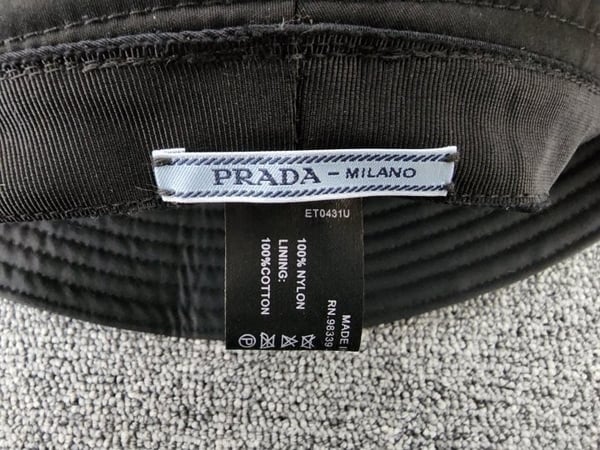 PRADA - MILANO
ET0431U
100% NYLON
LINING:
100%COTTON
MADE I
RN.98339
P